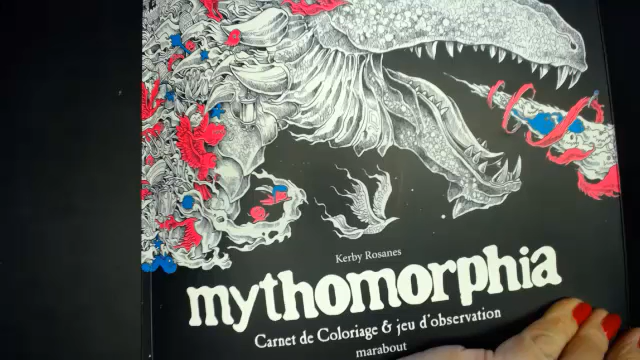 Kerby Rosanes
mythomorphia
Carnet de Coloriage & jeu d'observation
marabout